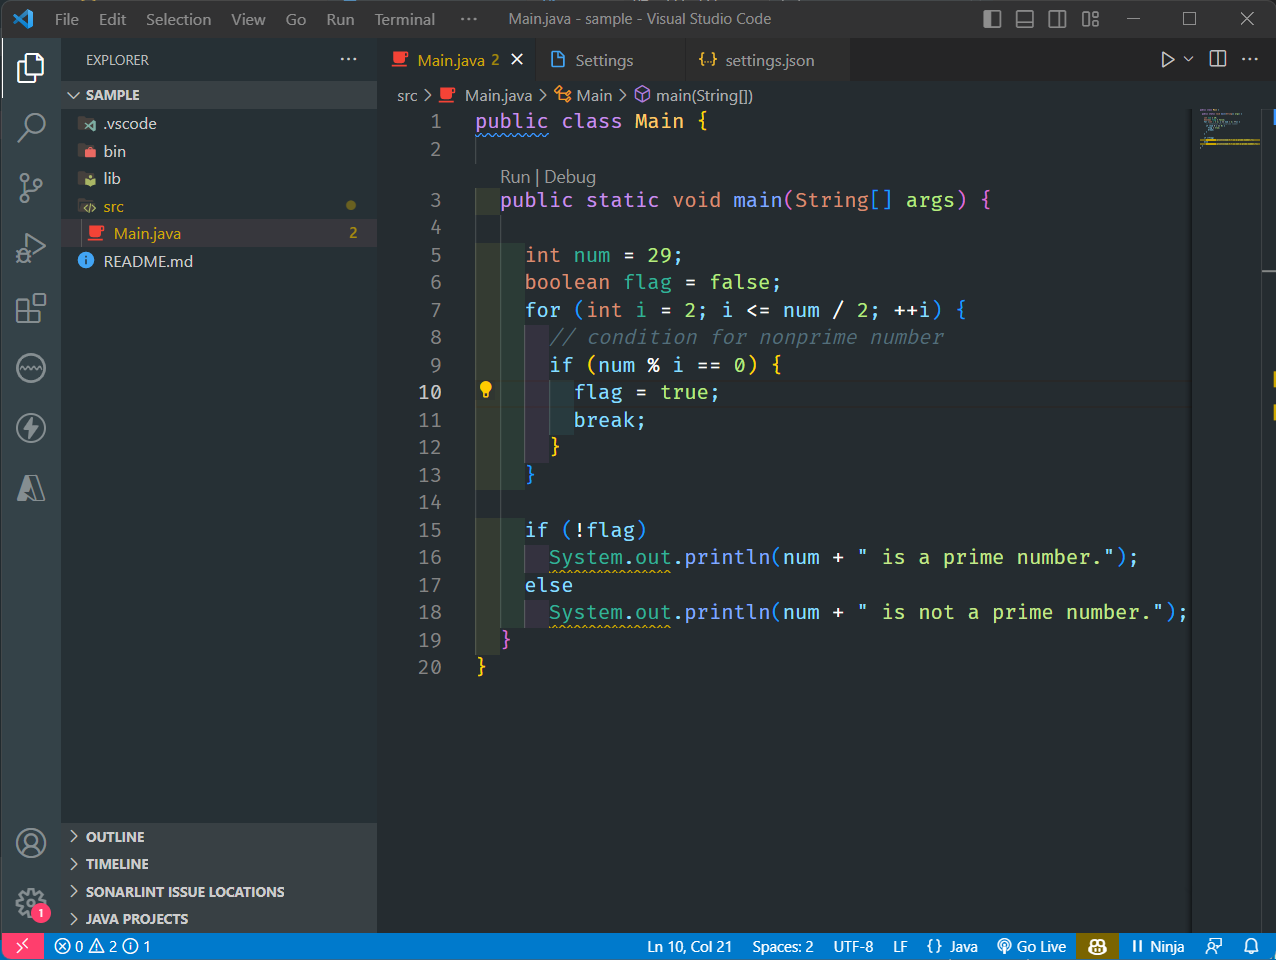 File Edit Selection View Go Run Terminal ··· Main.java - sample - Visual Studio Code
EXPLORER ···
Main.java 2 Settings settings.json
SAMPLE
src > Main.java > Main > main(String[])
.vscode
bin
lib
src
Main.java 2
README.md
1 public class Main {
2
Run | Debug
3 public static void main(String[] args) {
4
5 int num = 29;
6 boolean flag = false;
7 for (int i = 2; i <= num / 2; ++i) {
8 // condition for nonprime number
9 if (num % i == 0) {
10 flag = true;
11 break;
12 }
13 }
14
15 if (!flag)
16 System.out.println(num + " is a prime number.");
17 else
18 System.out.println(num + " is not a prime number.");
19 }
20 }
OUTLINE
TIMELINE
SONARLINT ISSUE LOCATIONS
JAVA PROJECTS
1
0 2 1 Ln 10, Col 21 Spaces: 2 UTF-8 LF {} Java Go Live Ninja